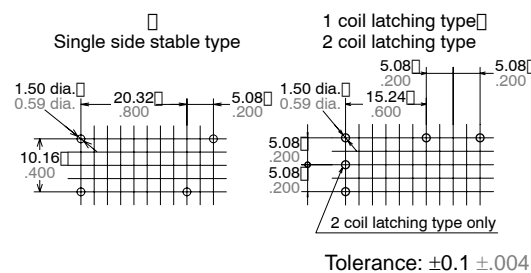 Single side stable type
1.50 dia.
0.59 dia.
20.32
.800
5.08
.200
10.16
.400
1 coil latching type
2 coil latching type
5.08
.200
5.08
.200
1.50 dia.
0.59 dia.
15.24
.600
5.08
.200
5.08
.200
2 coil latching type only
Tolerance: ±0.1 ±.004